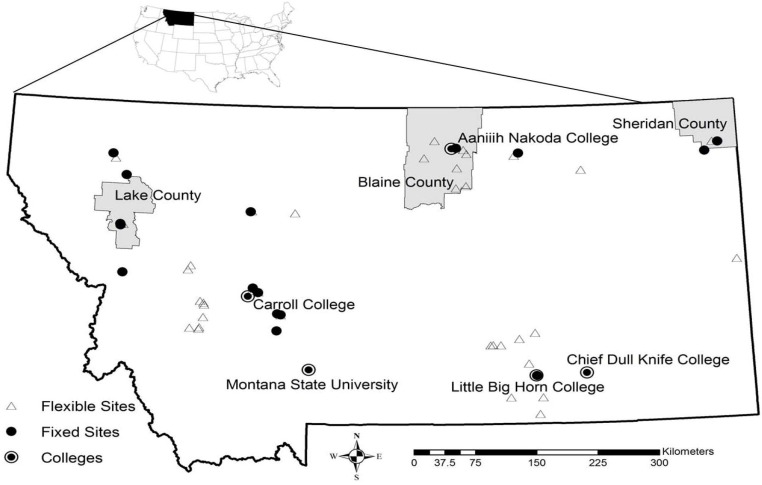 Sheridan County
Aaniiih Nakoda College
Blaine County
Lake County
Carroll College
Chief Dull Knife College
Montana State University
Little Big Horn College
Flexible Sites
Fixed Sites
Colleges
N
W E
S
Kilometers
0 37.5 75 150 225 300